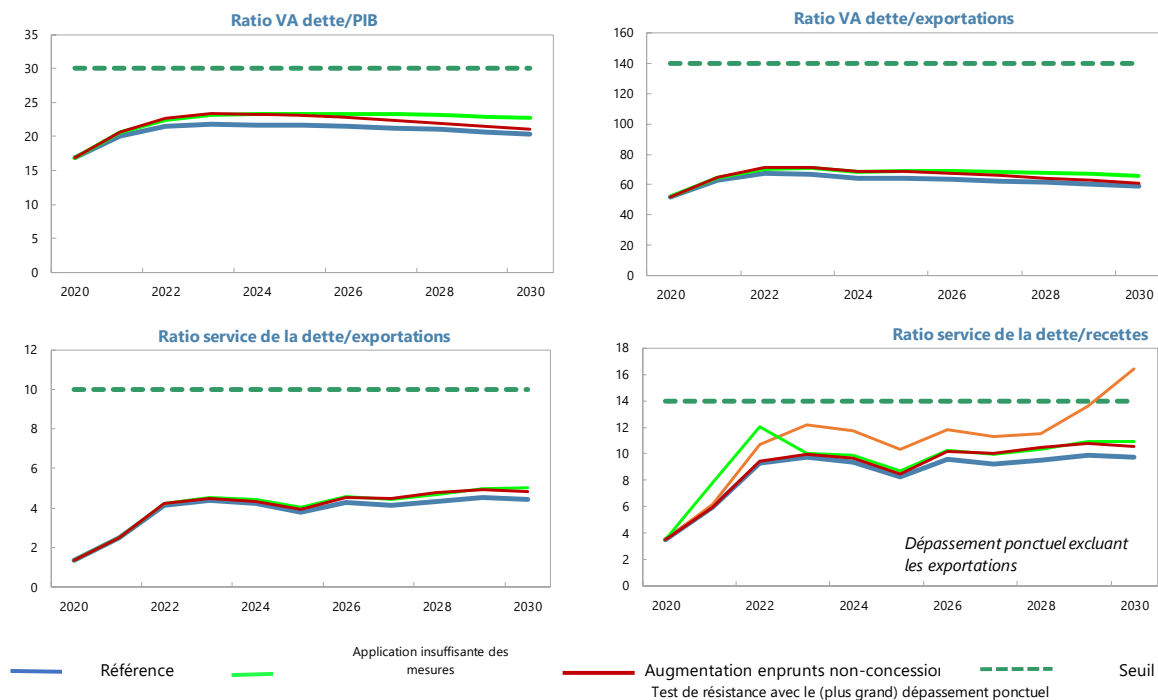 Ratio VA dette/PIB
35
30
25
20
15
10
5
0
2020 2022 2024 2026 2028 2030
Ratio VA dette/exportations
160
140
120
100
80
60
40
20
0
2020 2022 2024 2026 2028 2030
Ratio service de la dette/exportations
12
10
8
6
4
2
0
2020 2022 2024 2026 2028 2030
Ratio service de la dette/recettes
18
16
14
12
10
8
6
4
2
0
Dépassement ponctuel excluant
les exportations
2020 2022 2024 2026 2028 2030
Référence
Application insuffisante des
mesures
Augmentation enprunts non-concession
Seuil
Test de résistance avec le (plus grand) dépassement ponctuel